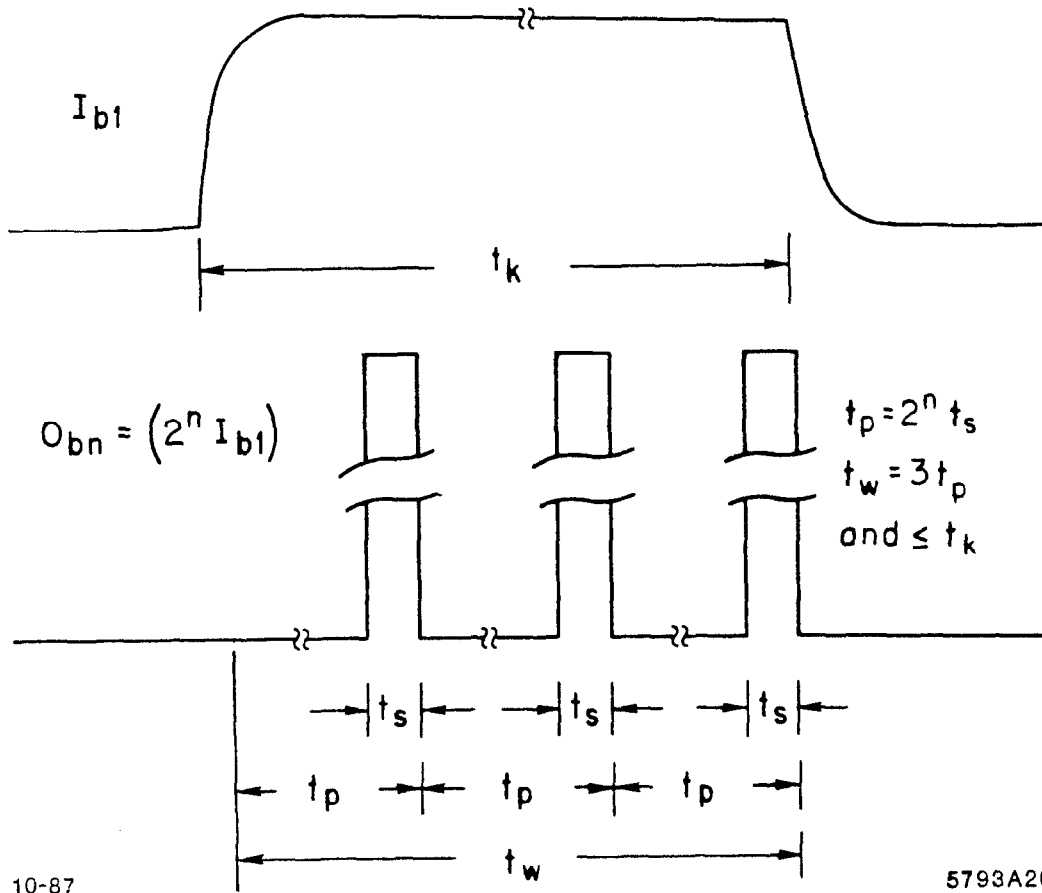 I_b1
t_k
O_bn = (2^n I_b1)
t_p = 2^n t_s
t_w = 3 t_p
and ≤ t_k
t_s t_s t_s
t_p t_p t_p
t_w
10-87